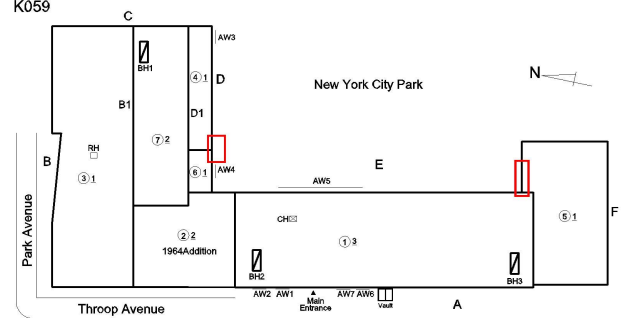 K059
C
AW3
BH1
④ 1
D
New York City Park
N
B1
D1
⑦ 2
RH
B
③ 1
⑥ 1
AW4
E
AW5
⑤ 1
F
Park Avenue
CH
② 2
1964Addition
① 3
BH2
BH3
AW2
AW1
Main
Entrance
AW7
AW6
Vault
A
Throop Avenue